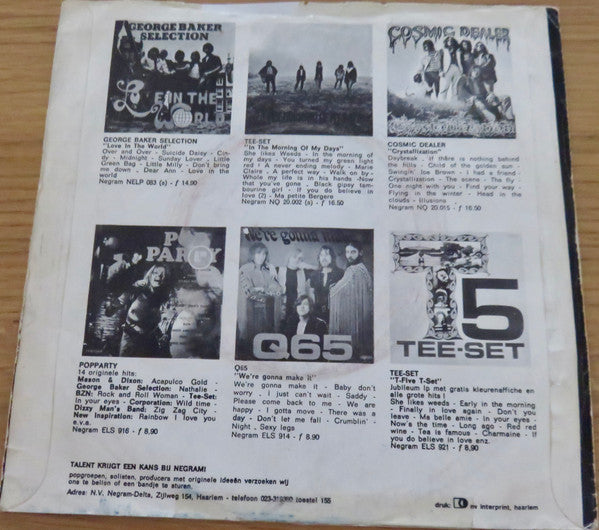 GEORGE BAKER
SELECTION
IN THE
WORLD
GEORGE BAKER SELECTION
"Love In The World"
Over and Over - Suicide Daisy - Cin-
dy - Midnight - Sunday Lover - Little
Green Bag - Little Milly - Don't bring
me down - Dear Ann - Love in the
world
Negram NELP 083 (s) - f 14.90
TEE-SET
"In The Morning Of My Days"
She likes Weeds - In the morning of
my days - You turned my green light
red - A never ending melody - Marie
Claire - A perfect way - Walk on by -
Whole my life is in his hands -Now
that you've gone - Black gipsy tam-
bourine girl - If you do believe in love
(2) - Ma petite Bergere
Negram NQ 20.002 (s) - f 16.50
COSMIC DEALER
COSMIC DEALER
"Crystallization"
Daybreak - If there is nothing behind
the hills - Child of the golden sun -
Swingin' Joe Brown - I had a friend -
Crystallization - The scene - The fly -
One night with you - Find your way -
Flying in the winter - Head in the
clouds - Illusions
Negram NQ 20.015 - f 16.50
POP
PARTY
POPPARTY
14 originele hits:
Mason & Dixon: Acapulco Gold -
George Baker Selection: Nathalie -
BZN: Rock and Roll Woman - Tee-Set:
In your eyes - Corporation: Wild time -
Dizzy Man's Band: Zig Zag City -
New Inspiration: Rainbow I love you
e.v.a.
Negram ELS 916 - f 8,90
We're gonna make
Q65
Q65
"We're gonna make it"
We're gonna make it - Baby don't
worry - I just can't wait - Saddy -
Please come back to me - We are
happy - I gotta move - There was a
day - Don't let me fall - Crumblin' -
Night , Sexy legs
Negram ELS 914 - f 8.90
T5
TEE-SET
TEE-SET
"T-Five T-Set"
Jubileum lp met gratis kleurenaffiche en
alle grote hits!
She likes weeds - Early in the morning
- Finally in love again - Don't you
leave - Ma belle amie - In your eyes -
Now's the time - Long ago - Red red
wine - Tea is famous - Charmaine - If
you do believe in love enz.
Negram ELS 921 - f 8.90
TALENT KRIJGT EEN KANS BIJ NEGRAM!
popgroepen, solisten, producers met originele ideeën verzoeken wij
ons te bellen of een bandje te sturen.
Adres: N.V. Negram-Delta, Zijlweg 154, Haarlem - telefoon toestel 155
druk: nv interprint, haarlem